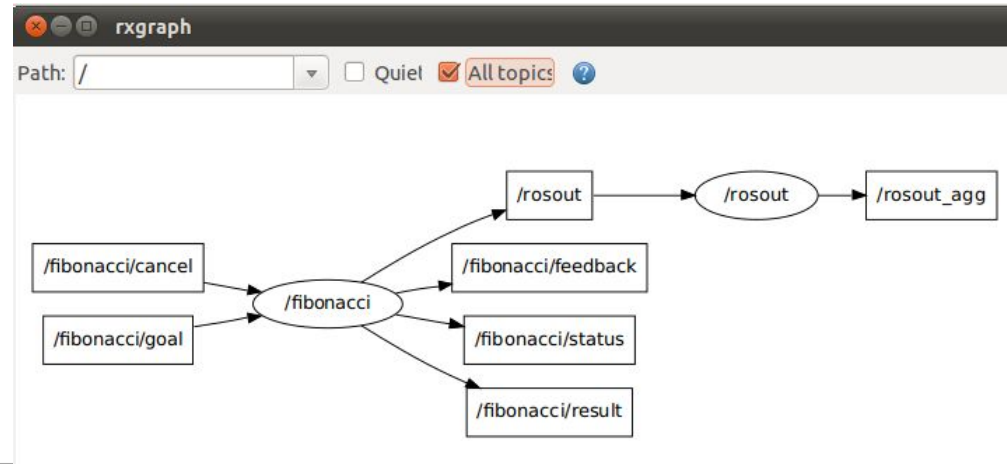 rxgraph
Path: / Quiet All topics ?
/rosout /rosout /rosout_agg
/fibonacci/cancel /fibonacci/feedback
/fibonacci
/fibonacci/goal /fibonacci/status
/fibonacci/result